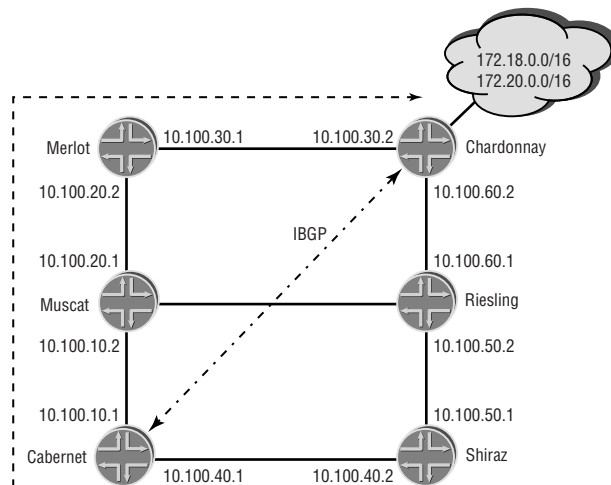 172.18.0.0/16
172.20.0.0/16
Merlot
10.100.30.1
10.100.30.2
Chardonnay
10.100.20.2
10.100.60.2
IBGP
10.100.20.1
10.100.60.1
Muscat
Riesling
10.100.10.2
10.100.50.2
10.100.10.1
10.100.50.1
Cabernet
10.100.40.1
10.100.40.2
Shiraz